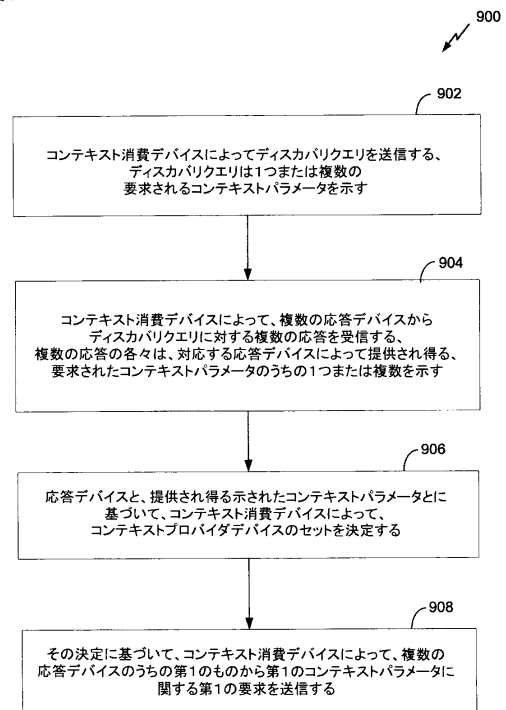 900
902
コンテキスト消費デバイスによってディスカバリクエリを送信する、
ディスカバリクエリは1つまたは複数の
要求されるコンテキストパラメータを示す
904
コンテキスト消費デバイスによって、複数の応答デバイスから
ディスカバリクエリに対する複数の応答を受信する、
複数の応答の各々は、対応する応答デバイスによって提供され得る、
要求されたコンテキストパラメータのうちの1つまたは複数を示す
906
応答デバイスと、提供され得る示されたコンテキストパラメータとに
基づいて、コンテキスト消費デバイスによって、
コンテキストプロバイダデバイスのセットを決定する
908
その決定に基づいて、コンテキスト消費デバイスによって、複数の
応答デバイスのうちの第1のものから第1のコンテキストパラメータに
関する第1の要求を送信する